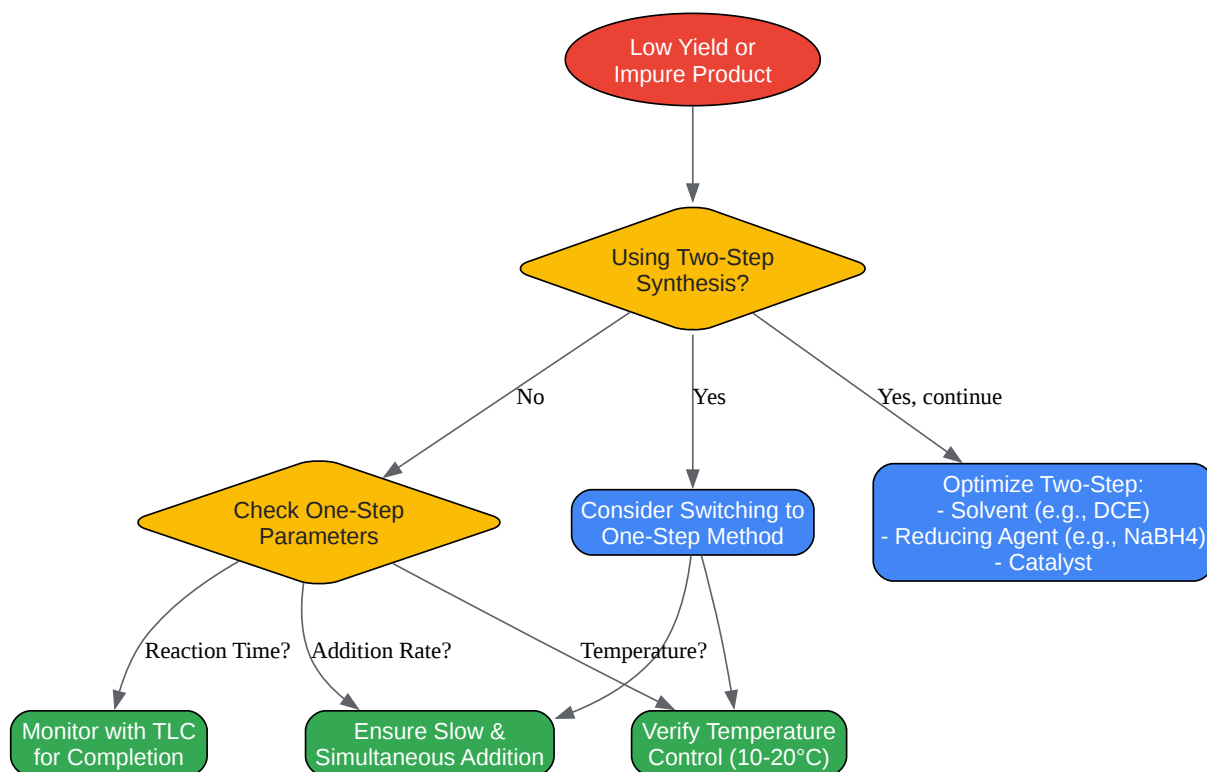 Low Yield or
Impure Product
Using Two-Step
Synthesis?
No
Yes
Yes, continue
Check One-Step
Parameters
Consider Switching to
One-Step Method
Optimize Two-Step:
- Solvent (e.g., DCE)
- Reducing Agent (e.g., NaBH4)
- Catalyst
Reaction Time?
Addition Rate?
Temperature?
Monitor with TLC
for Completion
Ensure Slow &
Simultaneous Addition
Verify Temperature
Control (10-20°C)